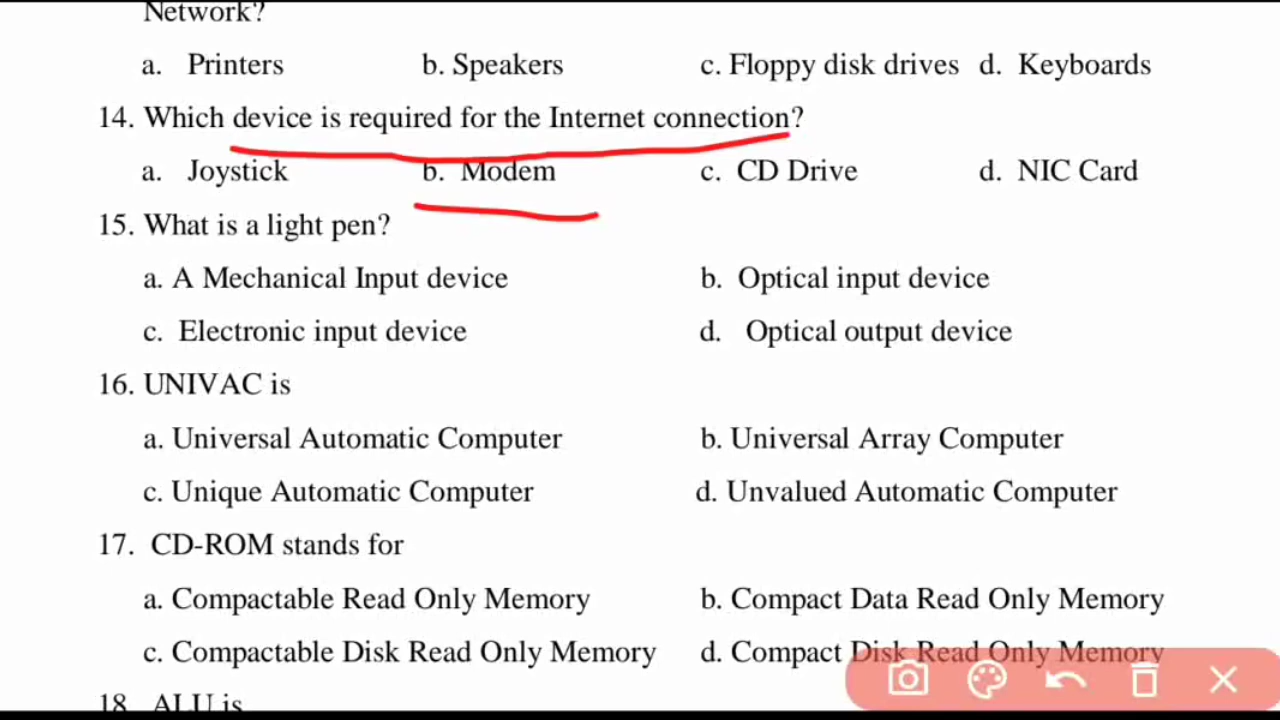 Network?
a. Printers b. Speakers c. Floppy disk drives d. Keyboards
14. Which device is required for the Internet connection?
a. Joystick b. Modem c. CD Drive d. NIC Card
15. What is a light pen?
a. A Mechanical Input device b. Optical input device
c. Electronic input device d. Optical output device
16. UNIVAC is
a. Universal Automatic Computer b. Universal Array Computer
c. Unique Automatic Computer d. Unvalued Automatic Computer
17. CD-ROM stands for
a. Compactable Read Only Memory b. Compact Data Read Only Memory
c. Compactable Disk Read Only Memory d. Compact Disk Read Only Memory
18. ALU is